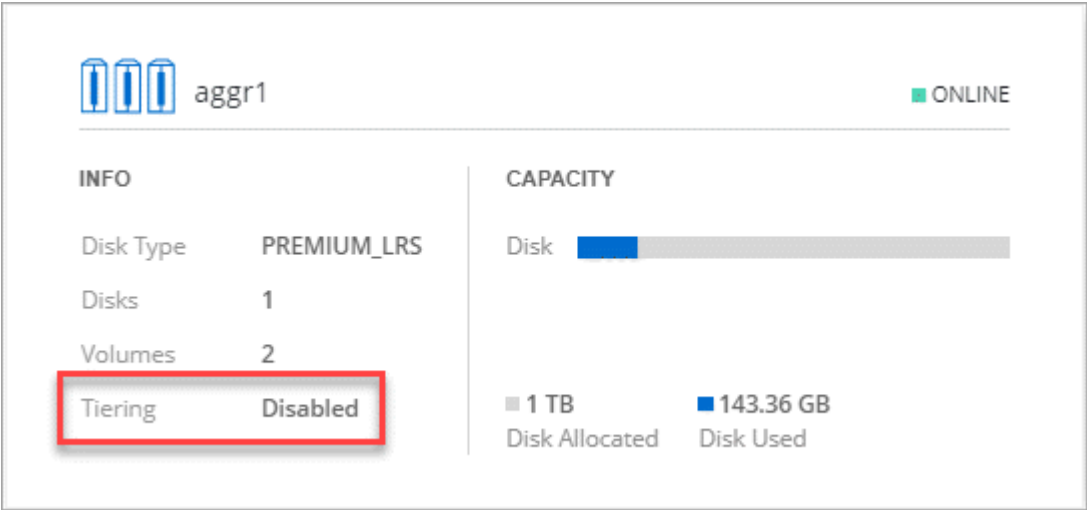 aggr1
ONLINE
INFO
Disk Type PREMIUM_LRS
Disks 1
Volumes 2
Tiering Disabled
CAPACITY
Disk
1 TB
Disk Allocated
143.36 GB
Disk Used